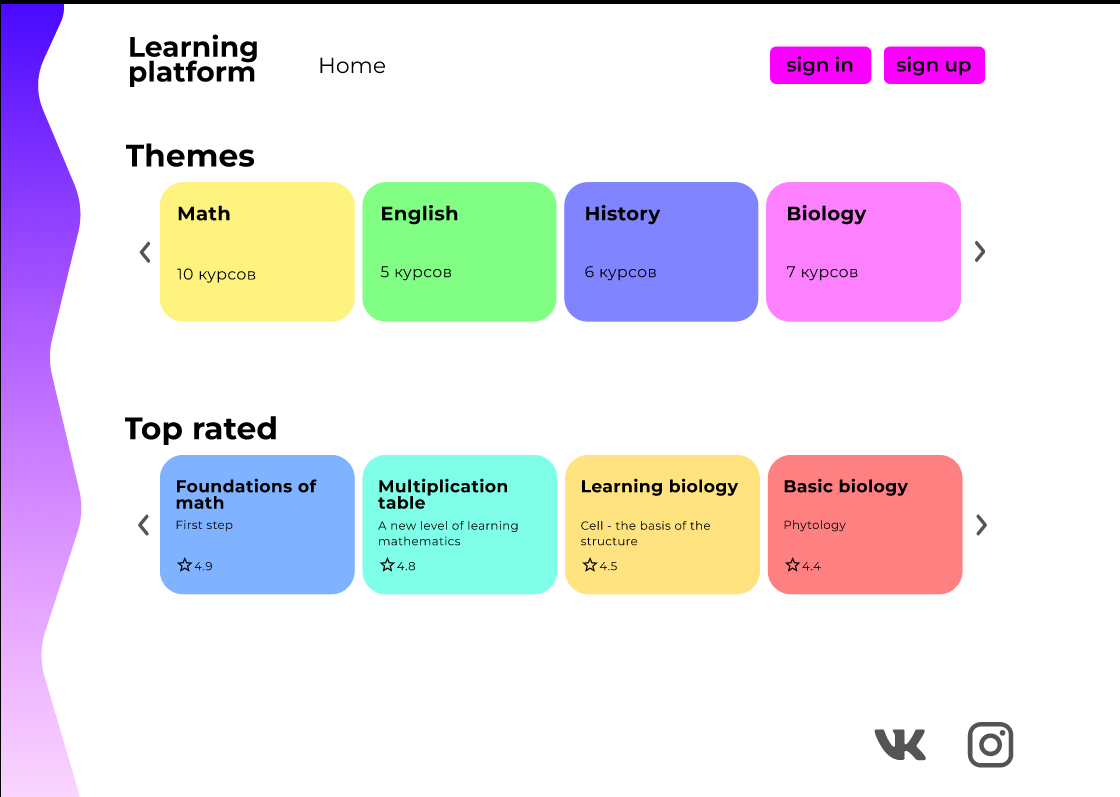 Learning
platform
Home
sign in
sign up
Themes
Math
English
History
Biology
10 курсов
5 курсов
6 курсов
7 курсов
Top rated
Foundations of
math
First step
4.9
Multiplication
table
A new level of learning
mathematics
4.8
Learning biology
Cell - the basis of the
structure
4.5
Basic biology
Phytology
4.4